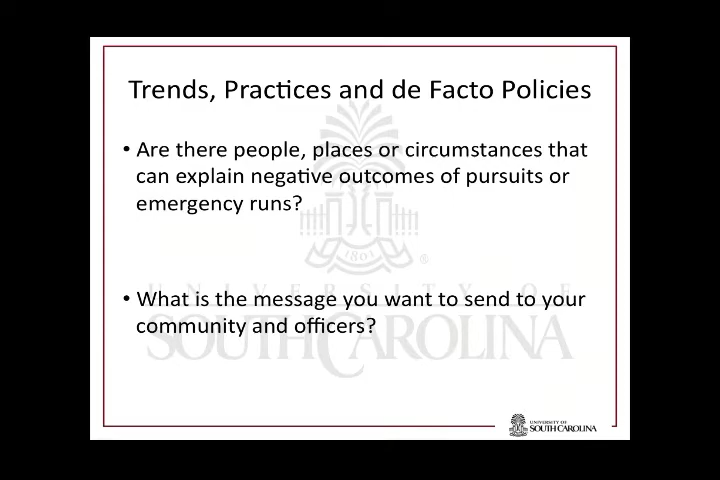 Trends, Practices and de Facto Policies
• Are there people, places or circumstances that
can explain negative outcomes of pursuits or
emergency runs?
1801
®
UNIVERSITY OF
• What is the message you want to send to your
community and officers?
SOUTH CAROLINA
UNIVERSITY OF
SOUTH CAROLINA